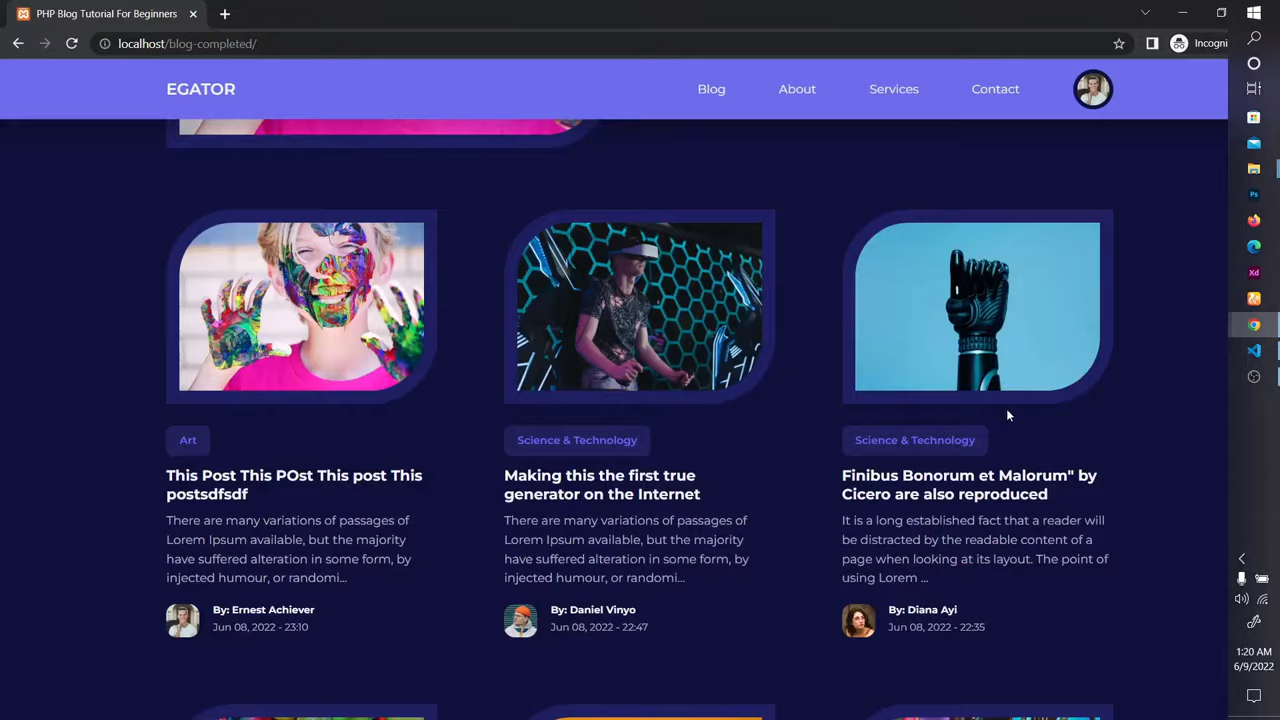 PHP Blog Tutorial For Beginners
localhost/blog-completed/
Incogni
EGATOR
Blog
About
Services
Contact
Art
This Post This POst This post This
postsdfsdf
There are many variations of passages of
Lorem Ipsum available, but the majority
have suffered alteration in some form, by
injected humour, or randomi...
By: Ernest Achiever
Jun 08, 2022 - 23:10
Science & Technology
Making this the first true
generator on the Internet
There are many variations of passages of
Lorem Ipsum available, but the majority
have suffered alteration in some form, by
injected humour, or randomi...
By: Daniel Vinyo
Jun 08, 2022 - 22:47
Science & Technology
Finibus Bonorum et Malorum" by
Cicero are also reproduced
It is a long established fact that a reader will
be distracted by the readable content of a
page when looking at its layout. The point of
using Lorem ...
By: Diana Ayi
Jun 08, 2022 - 22:35
Ps
Xd
1:20 AM
6/9/2022